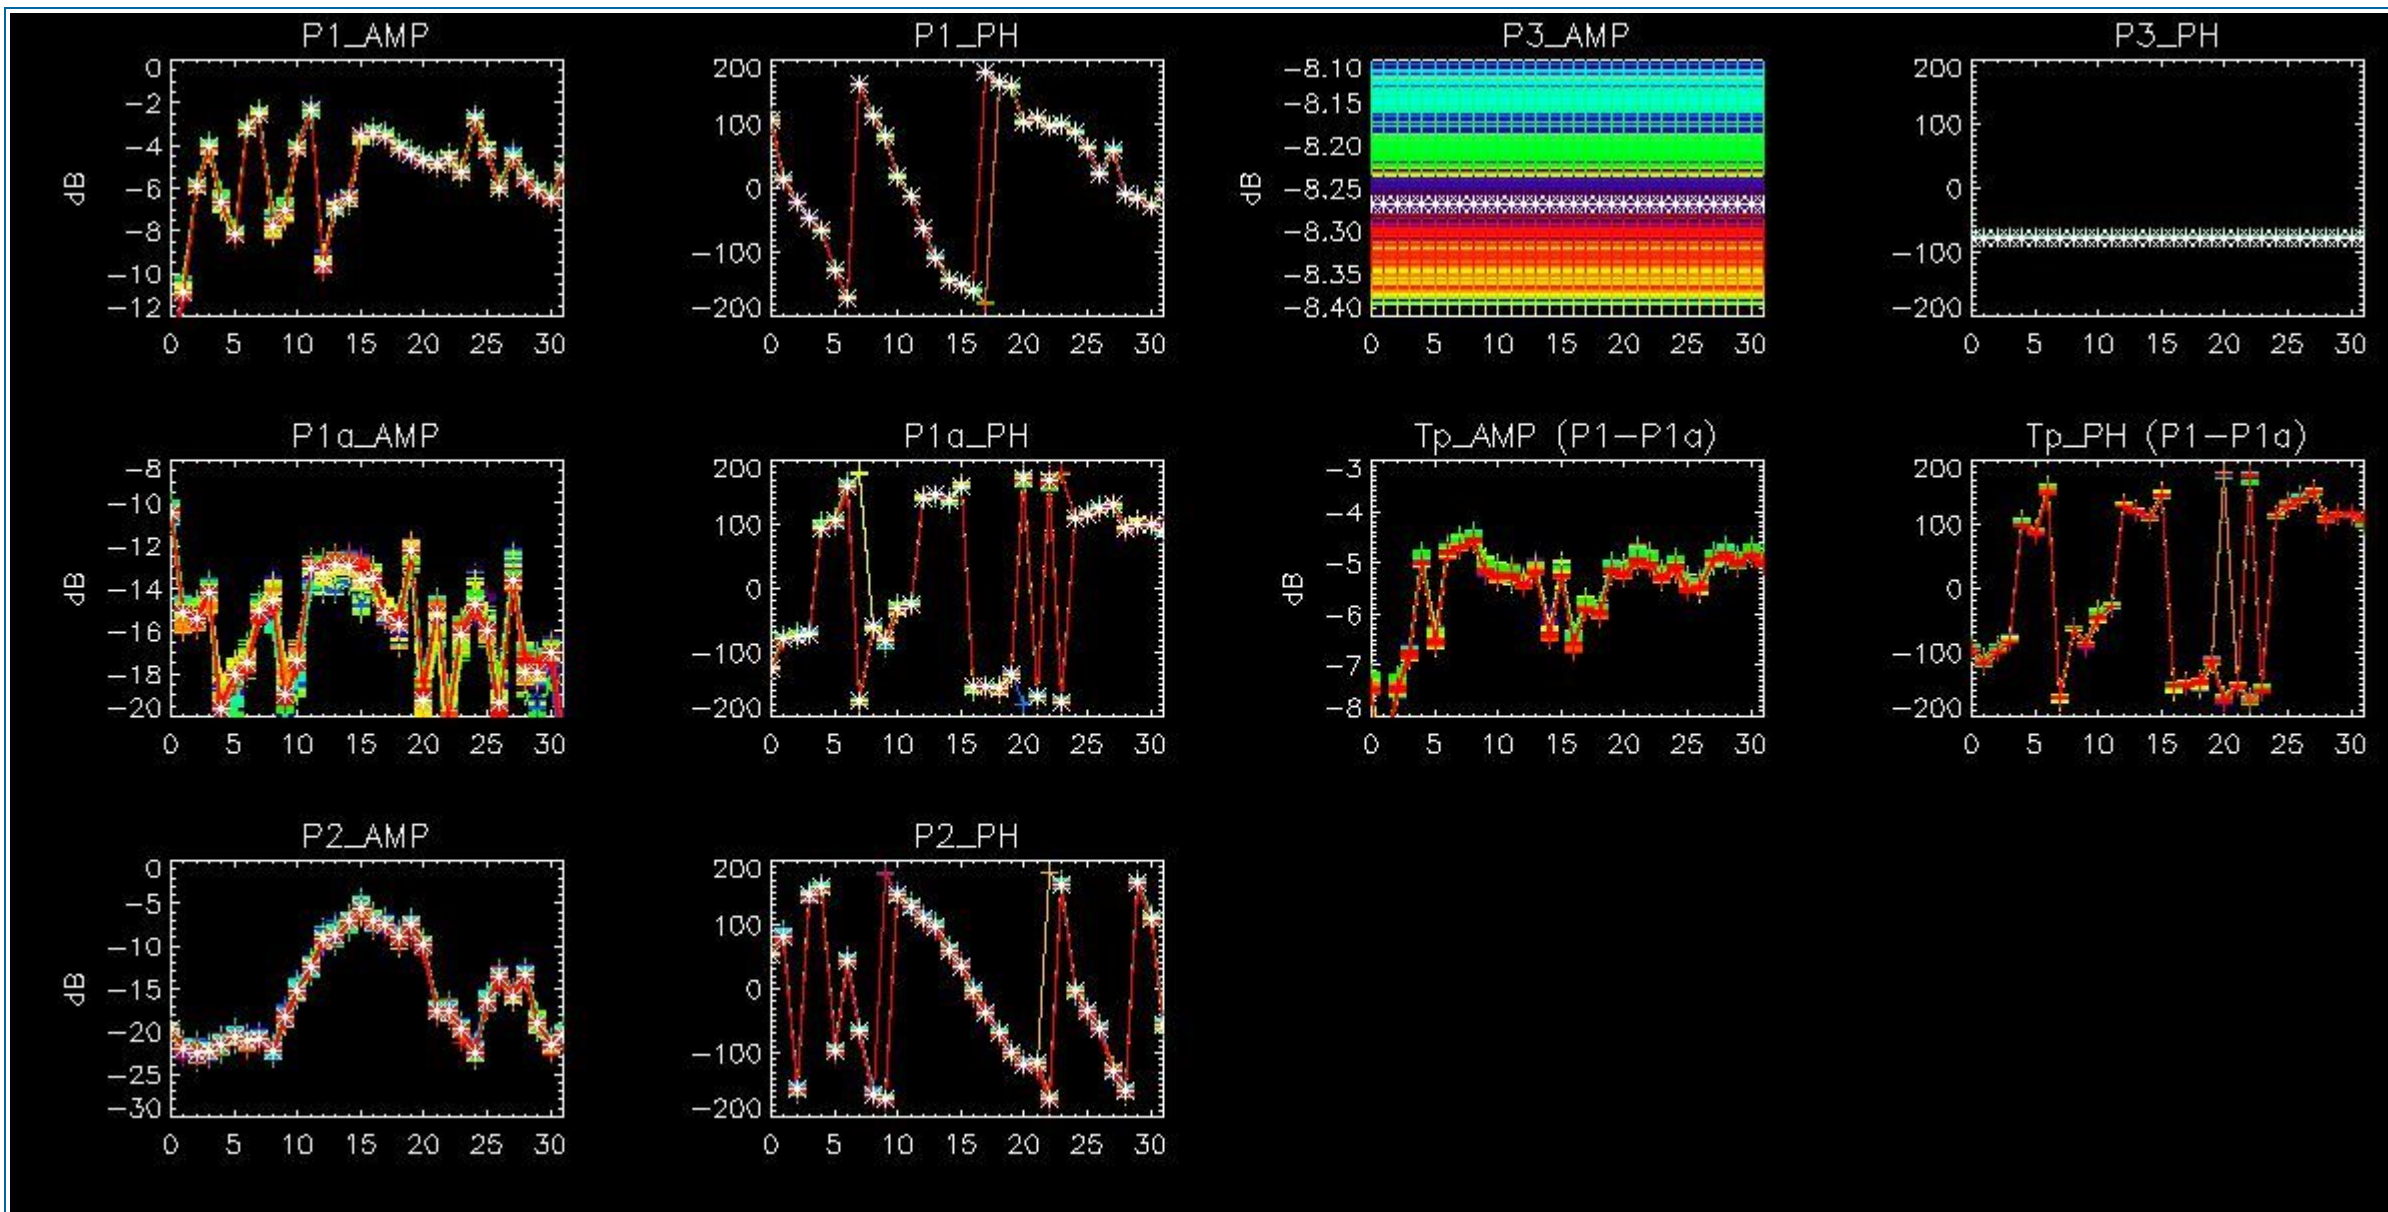 P1_AMP
0
−2
−4
−6
−8
−10
−12
dB
0 5 10 15 20 25 30
P1_PH
200
100
0
−100
−200
0 5 10 15 20 25 30
P3_AMP
−8.10
−8.15
−8.20
−8.25
−8.30
−8.35
−8.40
dB
0 5 10 15 20 25 30
P3_PH
200
100
0
−100
−200
0 5 10 15 20 25 30
P1a_AMP
−8
−10
−12
−14
−16
−18
−20
dB
0 5 10 15 20 25 30
P1a_PH
200
100
0
−100
−200
0 5 10 15 20 25 30
Tp_AMP (P1−P1a)
−3
−4
−5
−6
−7
−8
dB
0 5 10 15 20 25 30
Tp_PH (P1−P1a)
200
100
0
−100
−200
0 5 10 15 20 25 30
P2_AMP
0
−5
−10
−15
−20
−25
−30
dB
0 5 10 15 20 25 30
P2_PH
200
100
0
−100
−200
0 5 10 15 20 25 30